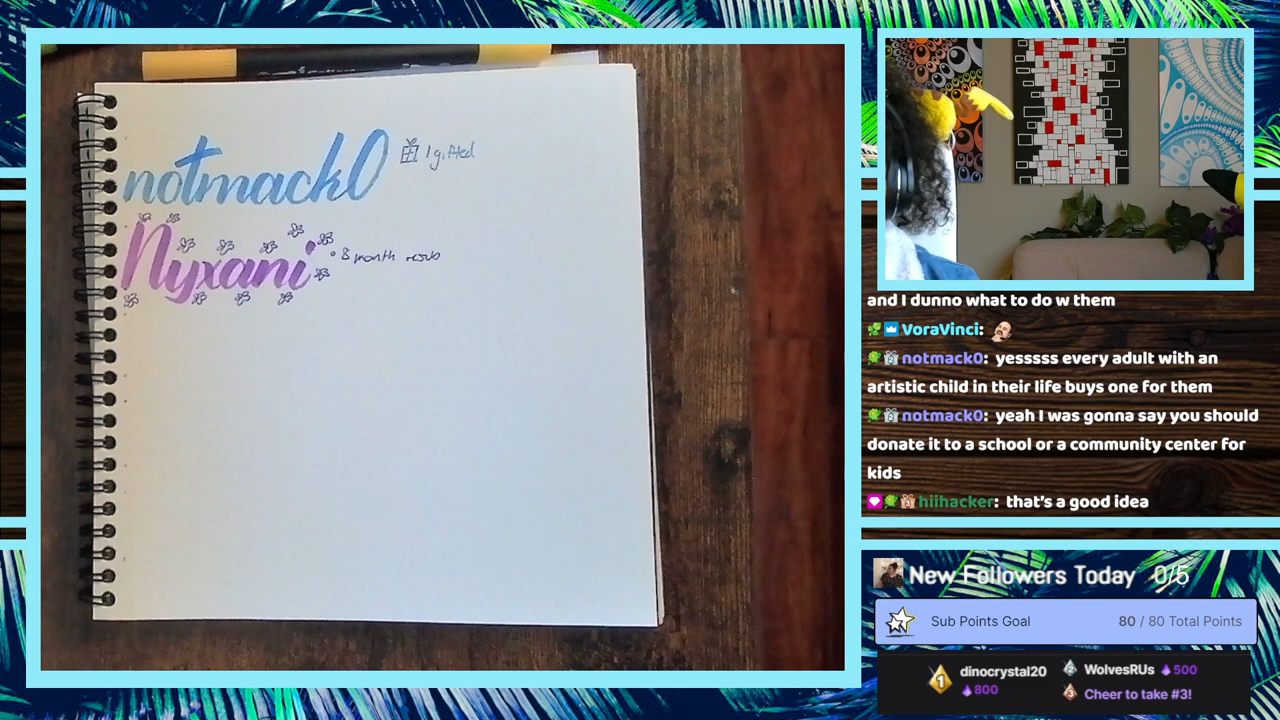 notmack0 1 gifted
Nyxani • 8 month resub
and I dunno what to do w them
VoraVinci:
notmack0: yesssss every adult with an
artistic child in their life buys one for them
notmack0: yeah I was gonna say you should
donate it to a school or a community center for
kids
hiihacker: that's a good idea
New Followers Today 0/5
Sub Points Goal 80 / 80 Total Points
1 dinocrystal20 800
2 WolvesRUs 500
3 Cheer to take #3!